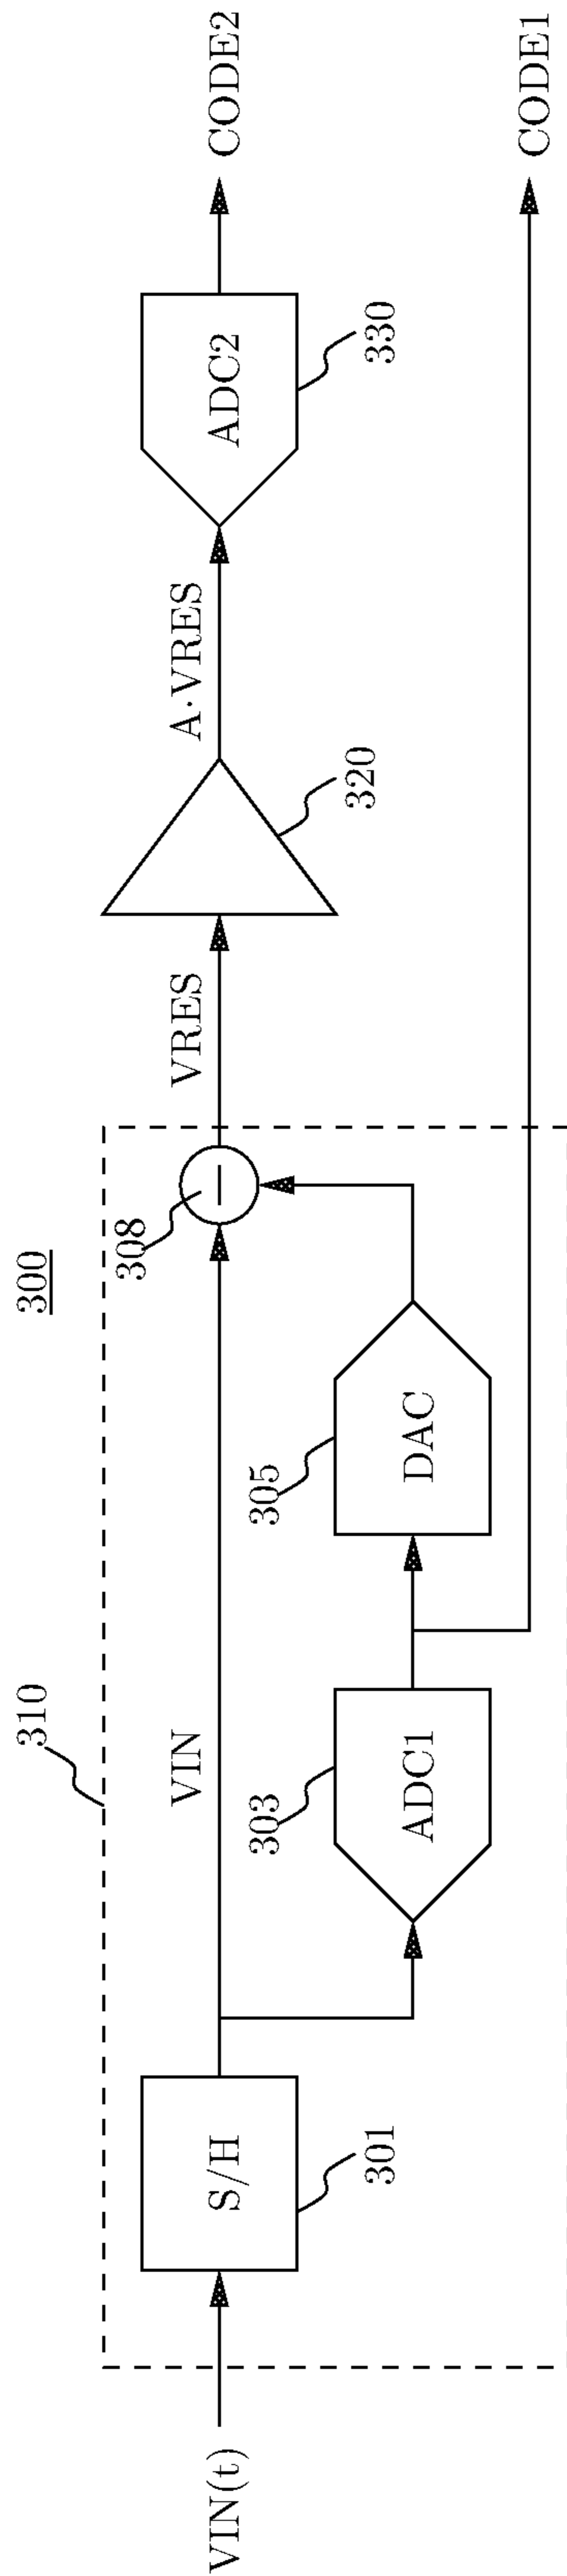 300
310
VIN(t)
S/H
301
VIN
303
ADC1
305
DAC
308
VRES
320
A·VRES
ADC2
330
CODE2
CODE1